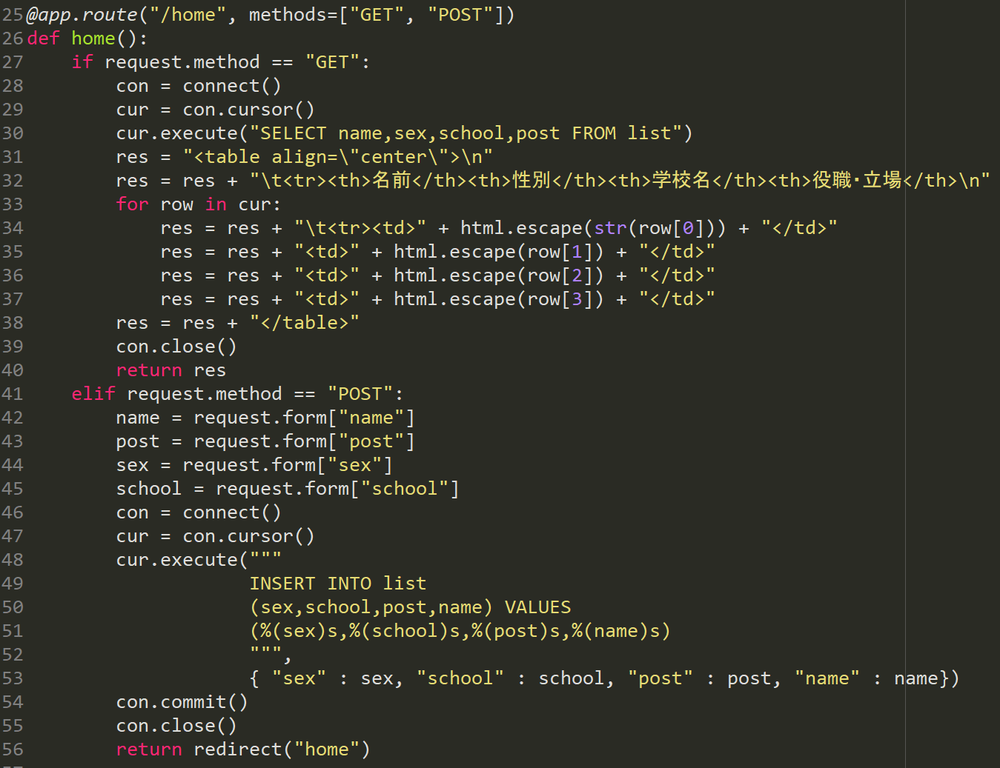 25 @app.route("/home", methods=["GET", "POST"])
26 def home():
27     if request.method == "GET":
28         con = connect()
29         cur = con.cursor()
30         cur.execute("SELECT name,sex,school,post FROM list")
31         res = "<table align=\"center\">\n"
32         res = res + "\t<tr><th>名前</th><th>性別</th><th>学校名</th><th>役職・立場</th>\n"
33         for row in cur:
34             res = res + "\t<tr><td>" + html.escape(str(row[0])) + "</td>"
35             res = res + "<td>" + html.escape(row[1]) + "</td>"
36             res = res + "<td>" + html.escape(row[2]) + "</td>"
37             res = res + "<td>" + html.escape(row[3]) + "</td>"
38         res = res + "</table>"
39         con.close()
40         return res
41     elif request.method == "POST":
42         name = request.form["name"]
43         post = request.form["post"]
44         sex = request.form["sex"]
45         school = request.form["school"]
46         con = connect()
47         cur = con.cursor()
48         cur.execute("""
49                     INSERT INTO list
50                     (sex,school,post,name) VALUES
51                     (%(sex)s,%(school)s,%(post)s,%(name)s)
52                     """,
53                     { "sex" : sex, "school" : school, "post" : post, "name" : name})
54         con.commit()
55         con.close()
56         return redirect("home")